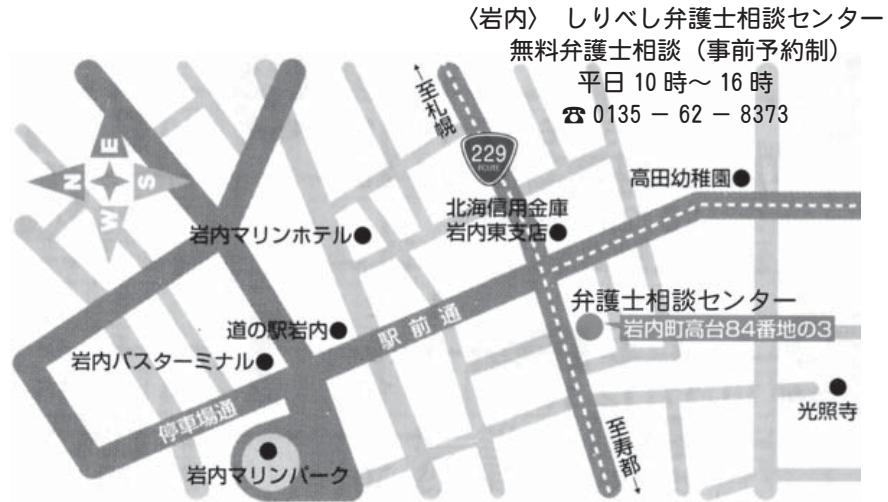 〈岩内〉 しりべし弁護士相談センター
無料弁護士相談（事前予約制）
平日 10 時～ 16 時
☎ 0135 － 62 － 8373
←至札幌
229
ROUTE
E
N
S
W
高田幼稚園
北海信用金庫
岩内東支店
岩内マリンホテル
弁護士相談センター
岩内町高台84番地の3
道の駅岩内
駅前通
岩内バスターミナル
停車場通
光照寺
岩内マリンパーク
至寿都→